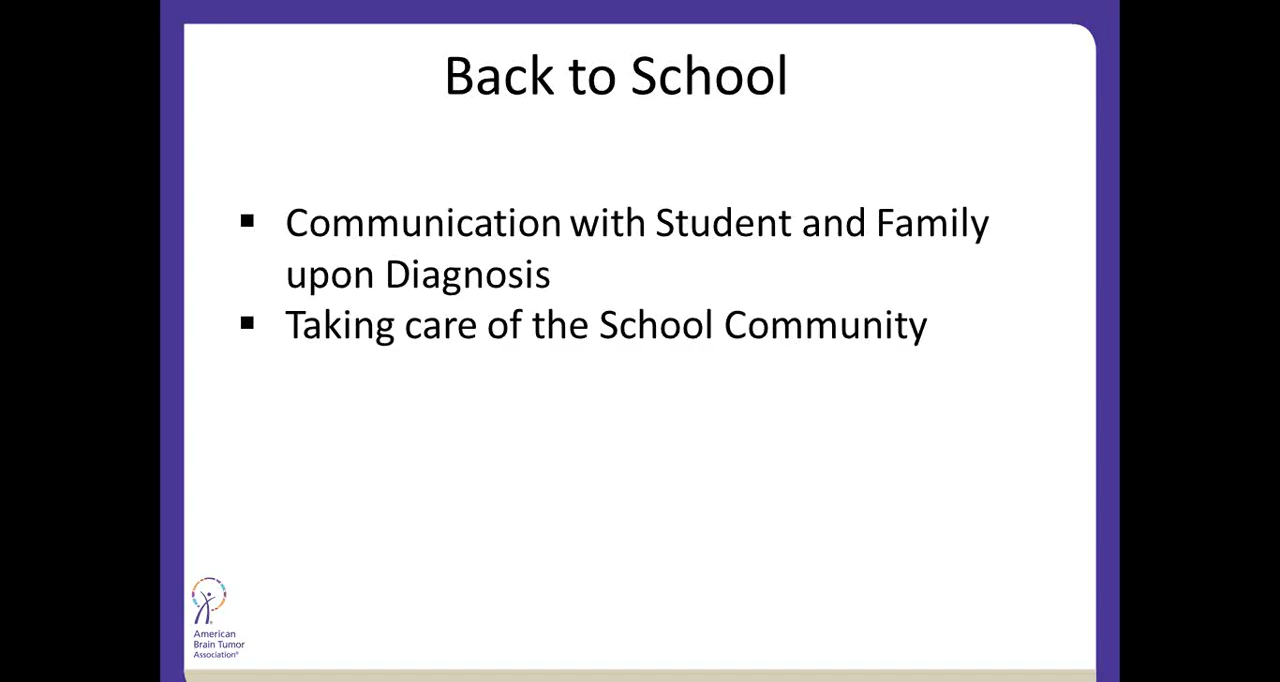 Back to School
▪ Communication with Student and Family
upon Diagnosis
▪ Taking care of the School Community
American
Brain Tumor
Association®